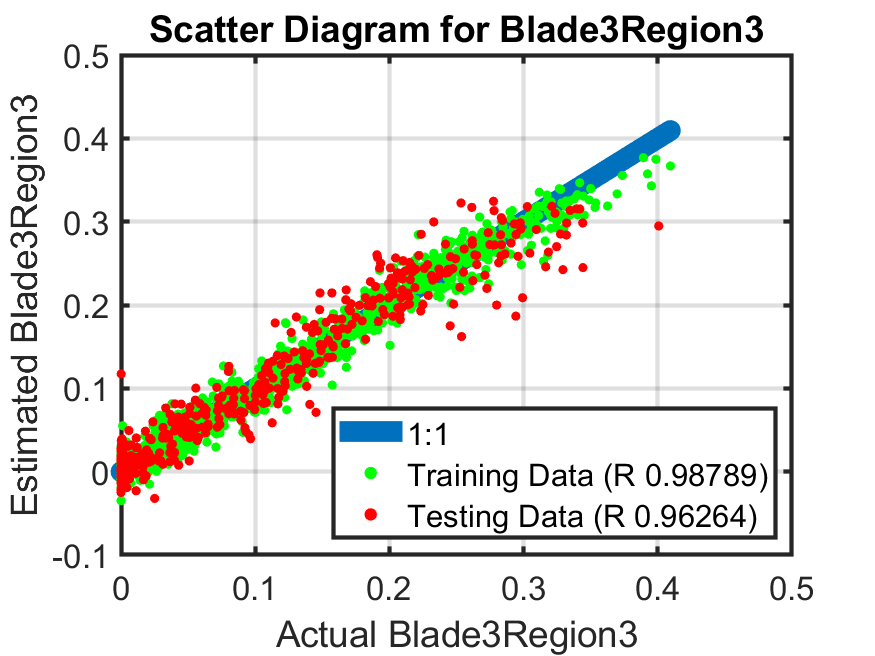 Scatter Diagram for Blade3Region3
Estimated Blade3Region3
0.5
0.4
0.3
0.2
0.1
0
-0.1
1:1
Training Data (R 0.98789)
Testing Data (R 0.96264)
0 0.1 0.2 0.3 0.4 0.5
Actual Blade3Region3